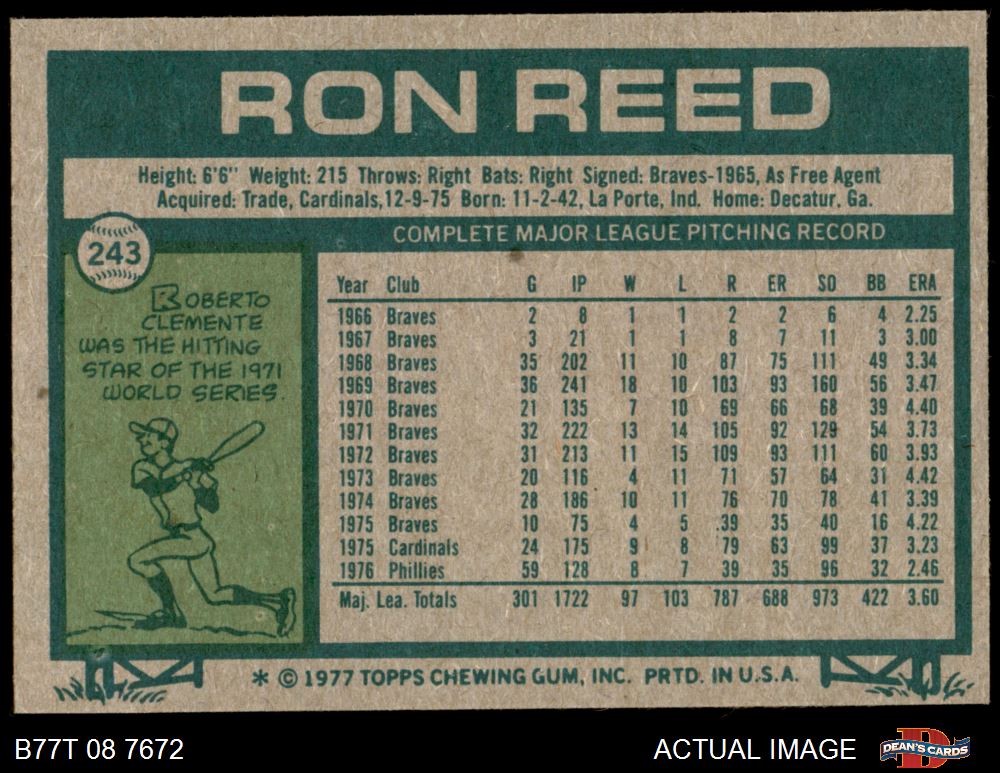 RON REED
Height: 6'6" Weight: 215 Throws: Right Bats: Right Signed: Braves-1965, As Free Agent
Acquired: Trade, Cardinals,12-9-75 Born: 11-2-42, La Porte, Ind. Home: Decatur, Ga.
243
COMPLETE MAJOR LEAGUE PITCHING RECORD
ROBERTO
CLEMENTE
WAS THE HITTING
STAR OF THE 1971
WORLD SERIES.
Year Club G IP W L R ER SO BB ERA
1966 Braves 2 8 1 1 2 2 6 4 2.25
1967 Braves 3 21 1 1 8 7 11 3 3.00
1968 Braves 35 202 11 10 87 75 111 49 3.34
1969 Braves 36 241 18 10 103 93 160 56 3.47
1970 Braves 21 135 7 10 69 66 68 39 4.40
1971 Braves 32 222 13 14 105 92 129 54 3.73
1972 Braves 31 213 11 15 109 93 111 60 3.93
1973 Braves 20 116 4 11 71 57 64 31 4.42
1974 Braves 28 186 10 11 76 70 78 41 3.39
1975 Braves 10 75 4 5 39 35 40 16 4.22
1975 Cardinals 24 175 9 8 79 63 99 37 3.23
1976 Phillies 59 128 8 7 39 35 96 32 2.46
Maj. Lea. Totals 301 1722 97 103 787 688 973 422 3.60
* © 1977 TOPPS CHEWING GUM, INC. PRTD. IN U.S.A.
B77T 08 7672
ACTUAL IMAGE
DEAN'S CARDS